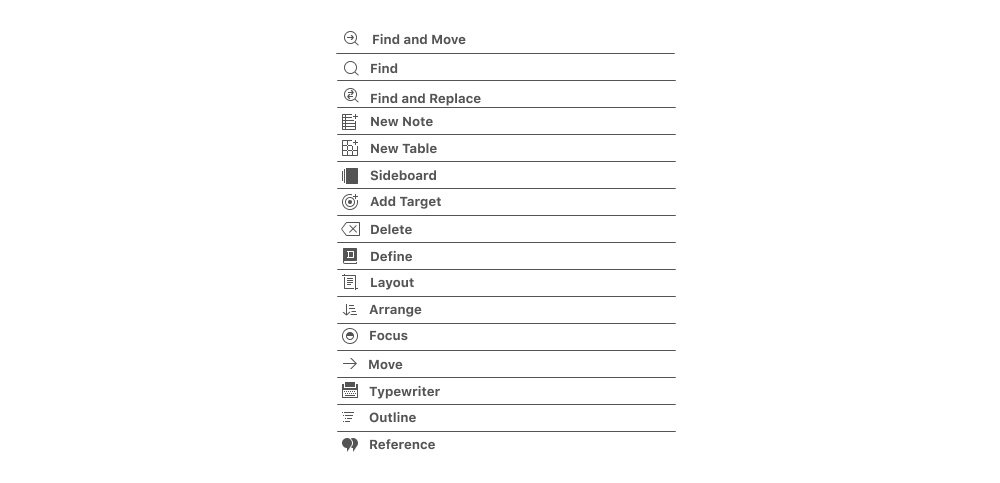 Find and Move
Find
Find and Replace
New Note
New Table
Sideboard
Add Target
Delete
Define
Layout
Arrange
Focus
Move
Typewriter
Outline
Reference